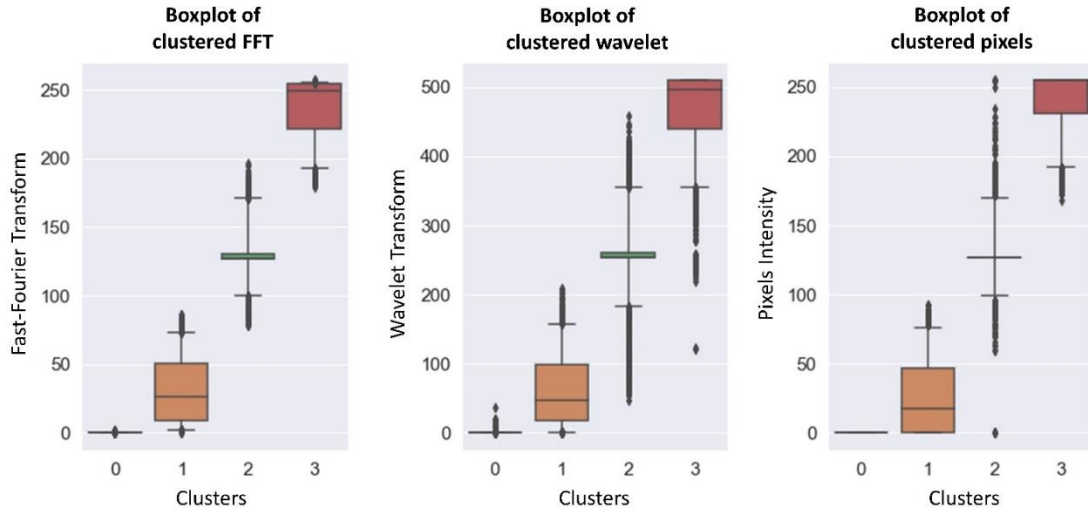 Boxplot of
clustered FFT
Fast-Fourier Transform
250
200
150
100
50
0
0 1 2 3
Clusters
Boxplot of
clustered wavelet
Wavelet Transform
500
400
300
200
100
0
0 1 2 3
Clusters
Boxplot of
clustered pixels
Pixels Intensity
250
200
150
100
50
0
0 1 2 3
Clusters